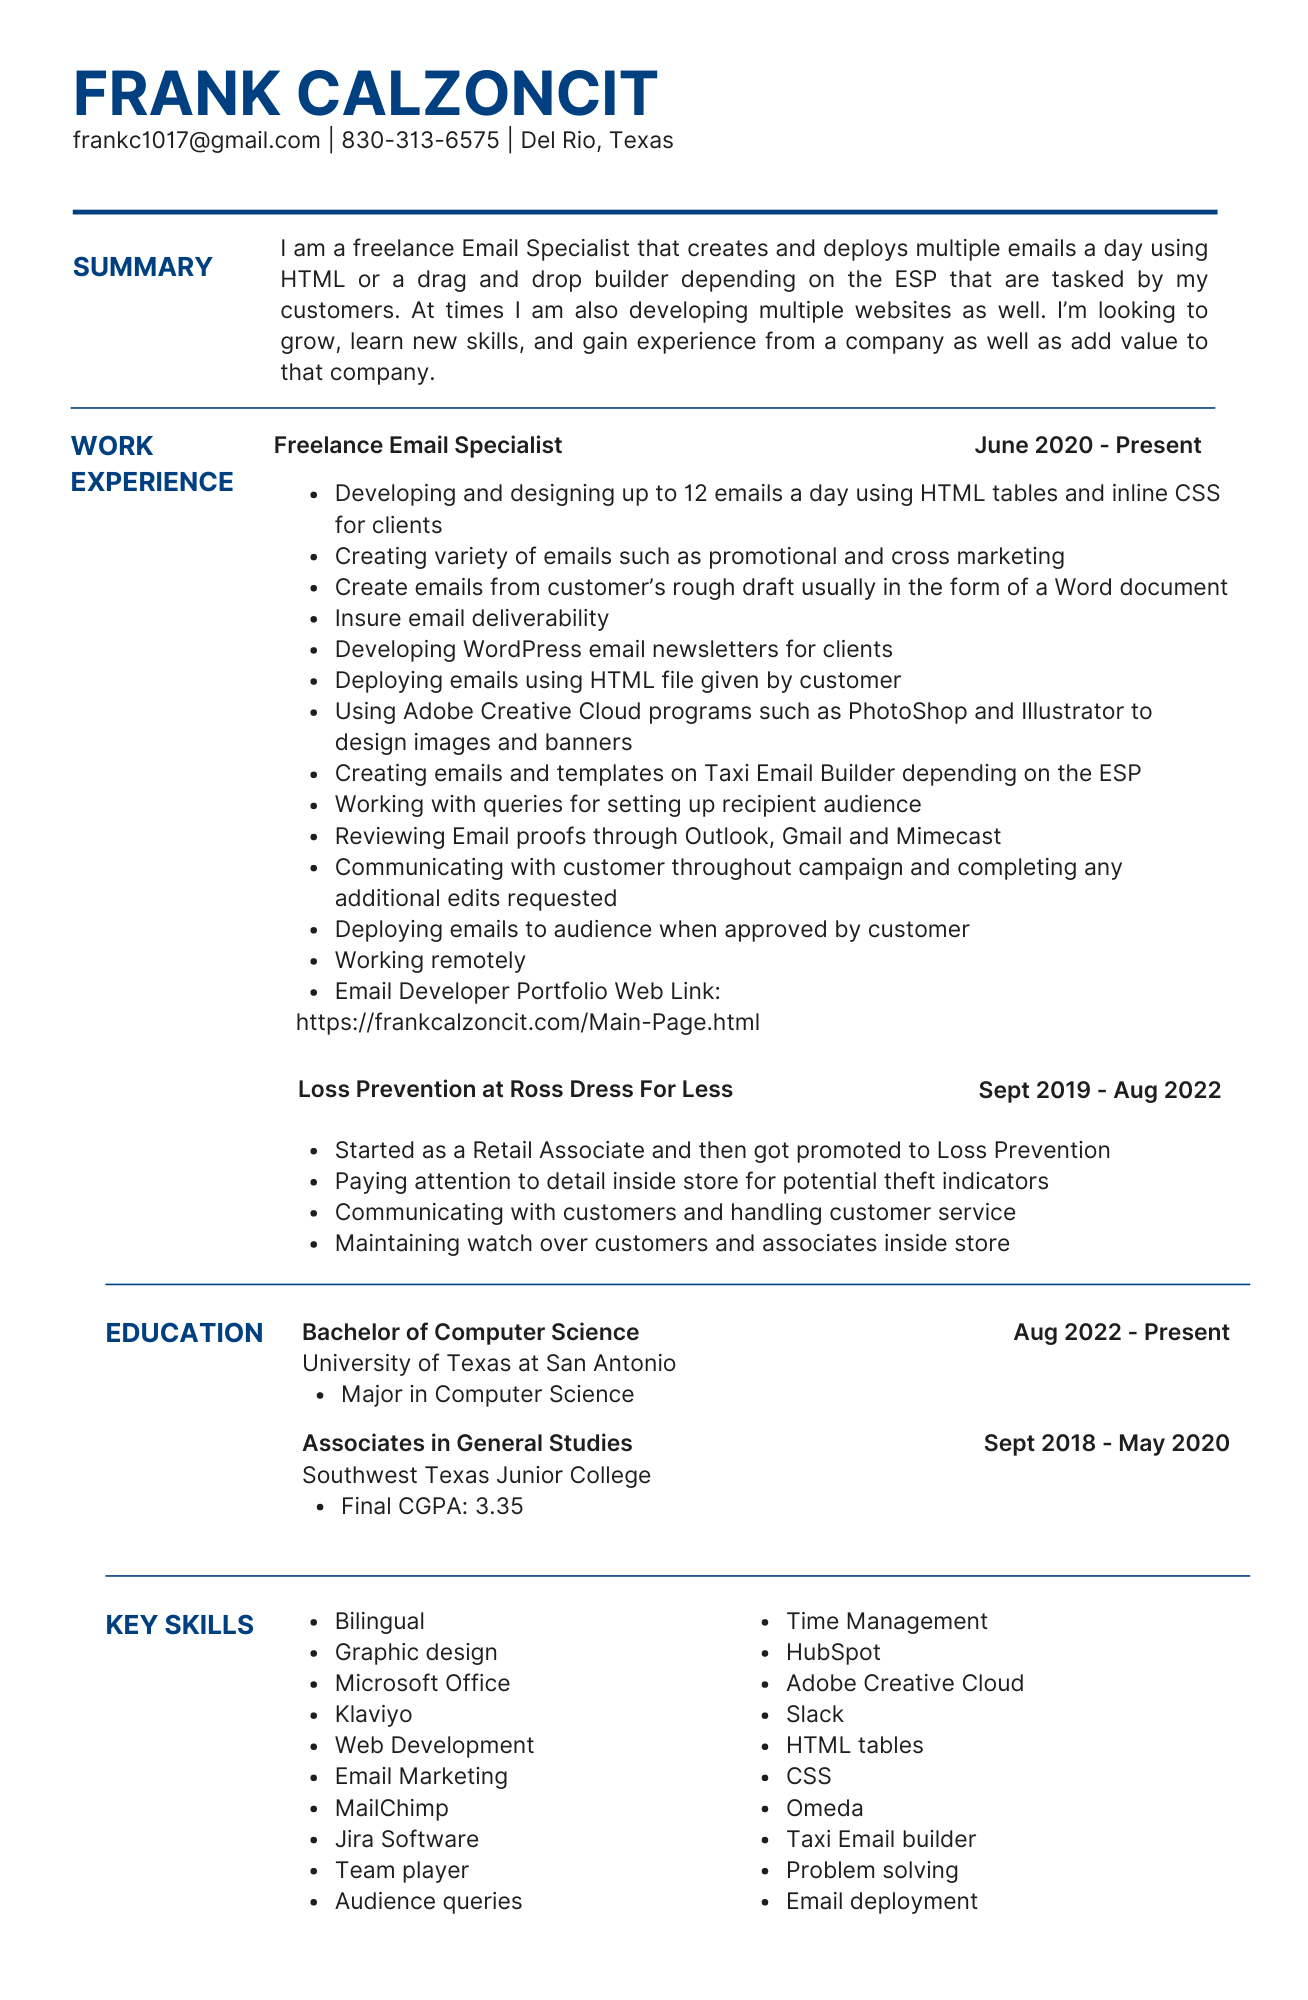 FRANK CALZONCIT
frankc1017@gmail.com | 830-313-6575 | Del Rio, Texas
SUMMARY
I am a freelance Email Specialist that creates and deploys multiple emails a day using
HTML or a drag and drop builder depending on the ESP that are tasked by my
customers. At times I am also developing multiple websites as well. I’m looking to
grow, learn new skills, and gain experience from a company as well as add value to
that company.
WORK
EXPERIENCE
Freelance Email Specialist June 2020 - Present
• Developing and designing up to 12 emails a day using HTML tables and inline CSS
for clients
• Creating variety of emails such as promotional and cross marketing
• Create emails from customer’s rough draft usually in the form of a Word document
• Insure email deliverability
• Developing WordPress email newsletters for clients
• Deploying emails using HTML file given by customer
• Using Adobe Creative Cloud programs such as PhotoShop and Illustrator to
design images and banners
• Creating emails and templates on Taxi Email Builder depending on the ESP
• Working with queries for setting up recipient audience
• Reviewing Email proofs through Outlook, Gmail and Mimecast
• Communicating with customer throughout campaign and completing any
additional edits requested
• Deploying emails to audience when approved by customer
• Working remotely
• Email Developer Portfolio Web Link:
https://frankcalzoncit.com/Main-Page.html
Loss Prevention at Ross Dress For Less Sept 2019 - Aug 2022
• Started as a Retail Associate and then got promoted to Loss Prevention
• Paying attention to detail inside store for potential theft indicators
• Communicating with customers and handling customer service
• Maintaining watch over customers and associates inside store
EDUCATION
Bachelor of Computer Science Aug 2022 - Present
University of Texas at San Antonio
• Major in Computer Science
Associates in General Studies Sept 2018 - May 2020
Southwest Texas Junior College
• Final CGPA: 3.35
KEY SKILLS
• Bilingual
• Graphic design
• Microsoft Office
• Klaviyo
• Web Development
• Email Marketing
• MailChimp
• Jira Software
• Team player
• Audience queries
• Time Management
• HubSpot
• Adobe Creative Cloud
• Slack
• HTML tables
• CSS
• Omeda
• Taxi Email builder
• Problem solving
• Email deployment